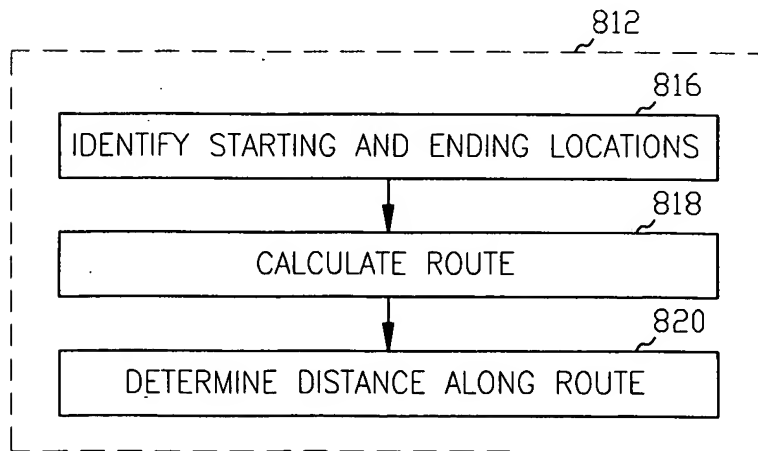 812
816
IDENTIFY STARTING AND ENDING LOCATIONS
818
CALCULATE ROUTE
820
DETERMINE DISTANCE ALONG ROUTE